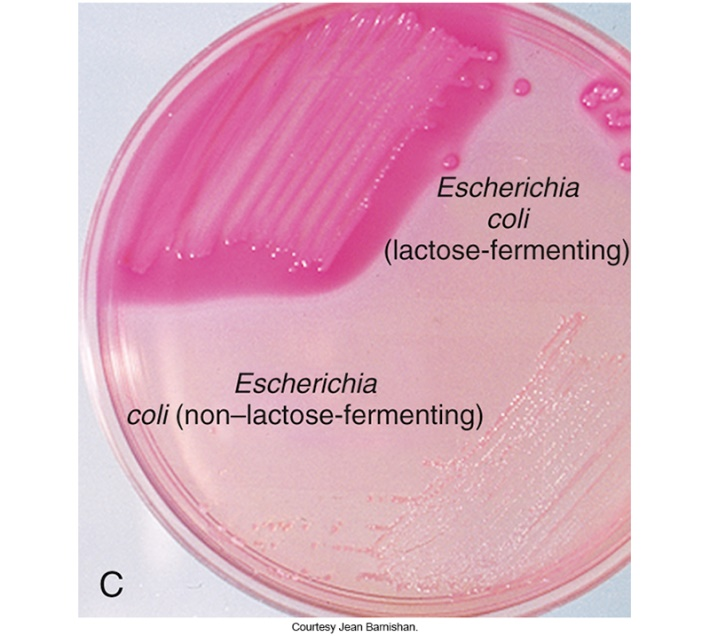 Escherichia
coli
(lactose-fermenting)
Escherichia
coli (non–lactose-fermenting)
C
Courtesy Jean Barnishan.